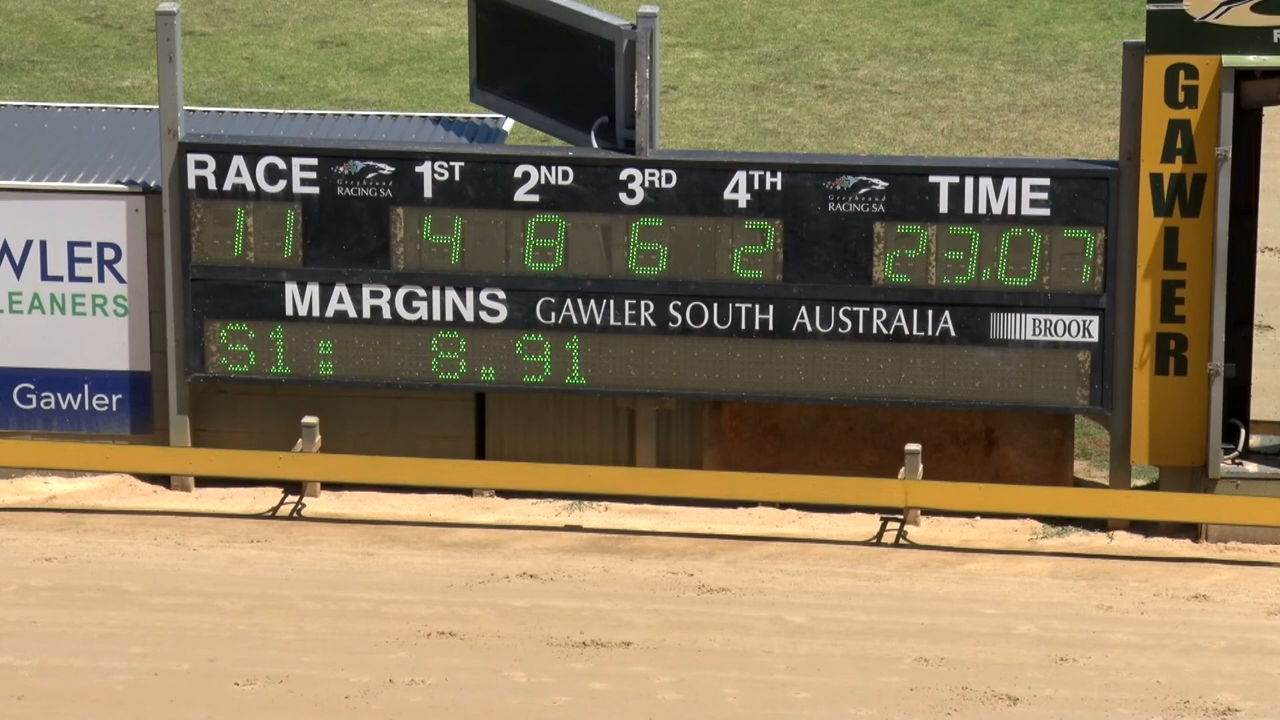 RACE Greyhound RACING SA 1ST 2ND 3RD 4TH Greyhound RACING SA TIME
11 4 8 6 2 23.07
MARGINS GAWLER SOUTH AUSTRALIA BROOK
S1: 8.91
WLER
LEANERS
Gawler
GAWLER
R